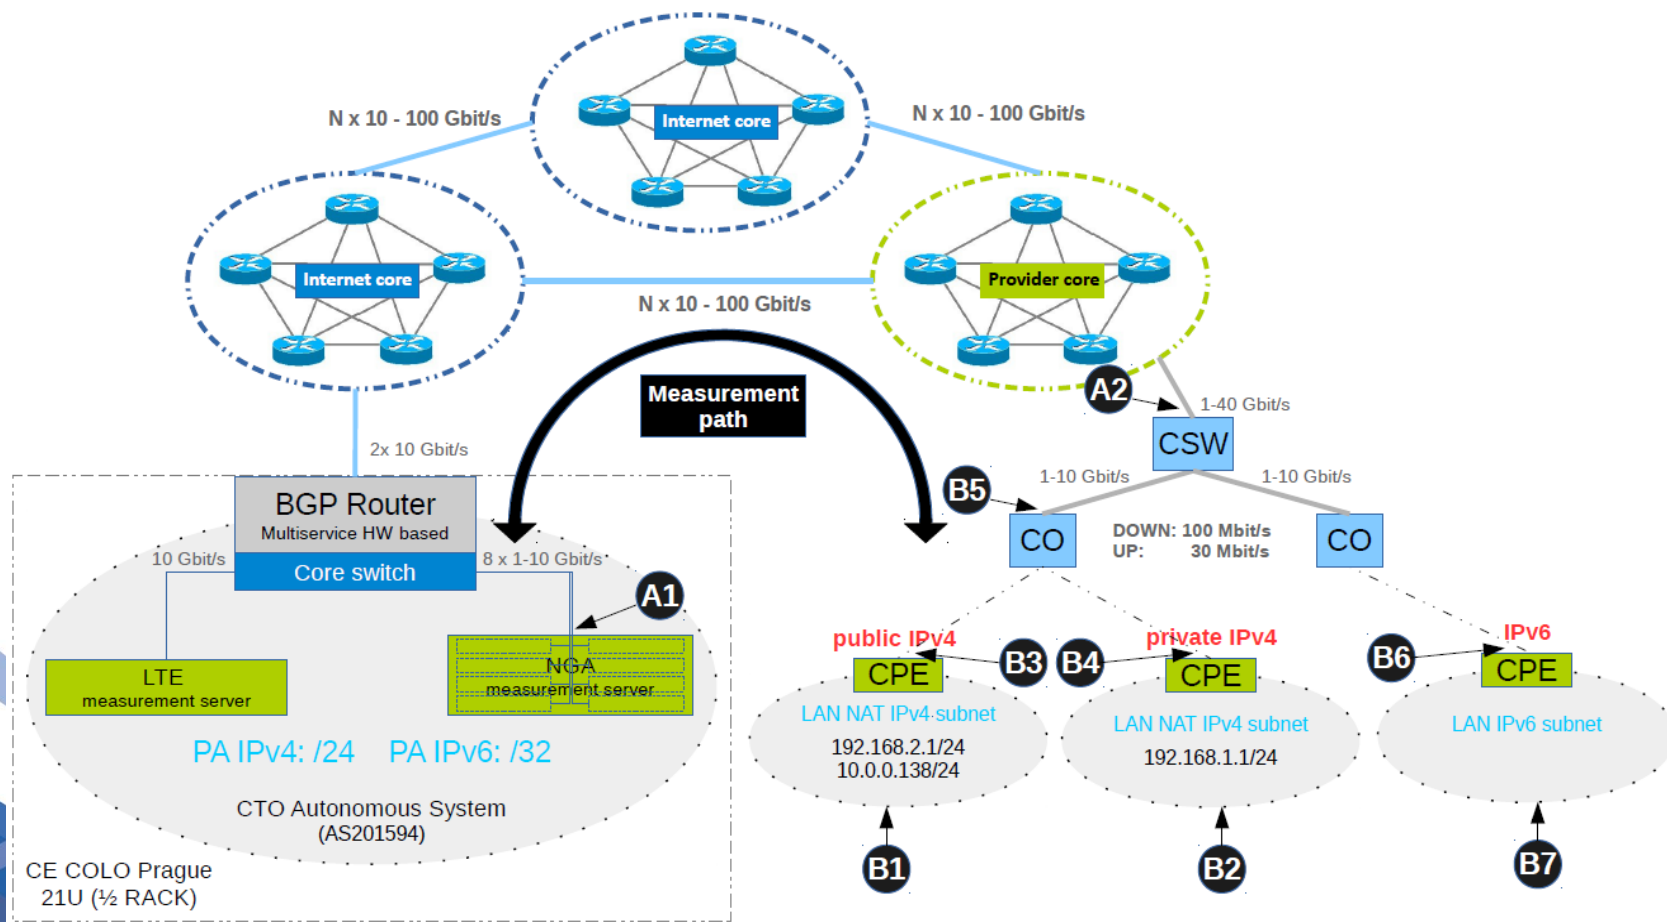 Internet core
N x 10 - 100 Gbit/s
N x 10 - 100 Gbit/s
Internet core
Provider core
N x 10 - 100 Gbit/s
Measurement
path
A2
1-40 Gbit/s
CSW
2x 10 Gbit/s
1-10 Gbit/s
1-10 Gbit/s
B5
BGP Router
Multiservice HW based
Core switch
10 Gbit/s
8 x 1-10 Gbit/s
CO
DOWN: 100 Mbit/s
UP: 30 Mbit/s
CO
A1
LTE
measurement server
NGA
measurement server
public IPv4
CPE
B3
B4
private IPv4
CPE
B6
IPv6
CPE
LAN NAT IPv4 subnet
192.168.2.1/24
10.0.0.138/24
LAN NAT IPv4 subnet
192.168.1.1/24
LAN IPv6 subnet
PA IPv4: /24 PA IPv6: /32
CTO Autonomous System
(AS201594)
CE COLO Prague
21U (½ RACK)
B1
B2
B7